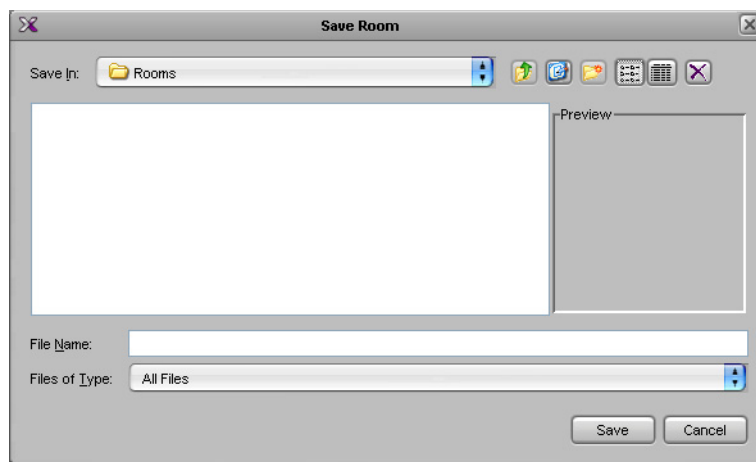 Save Room
Save In: Rooms
Preview
File Name:
Files of Type: All Files
Save Cancel